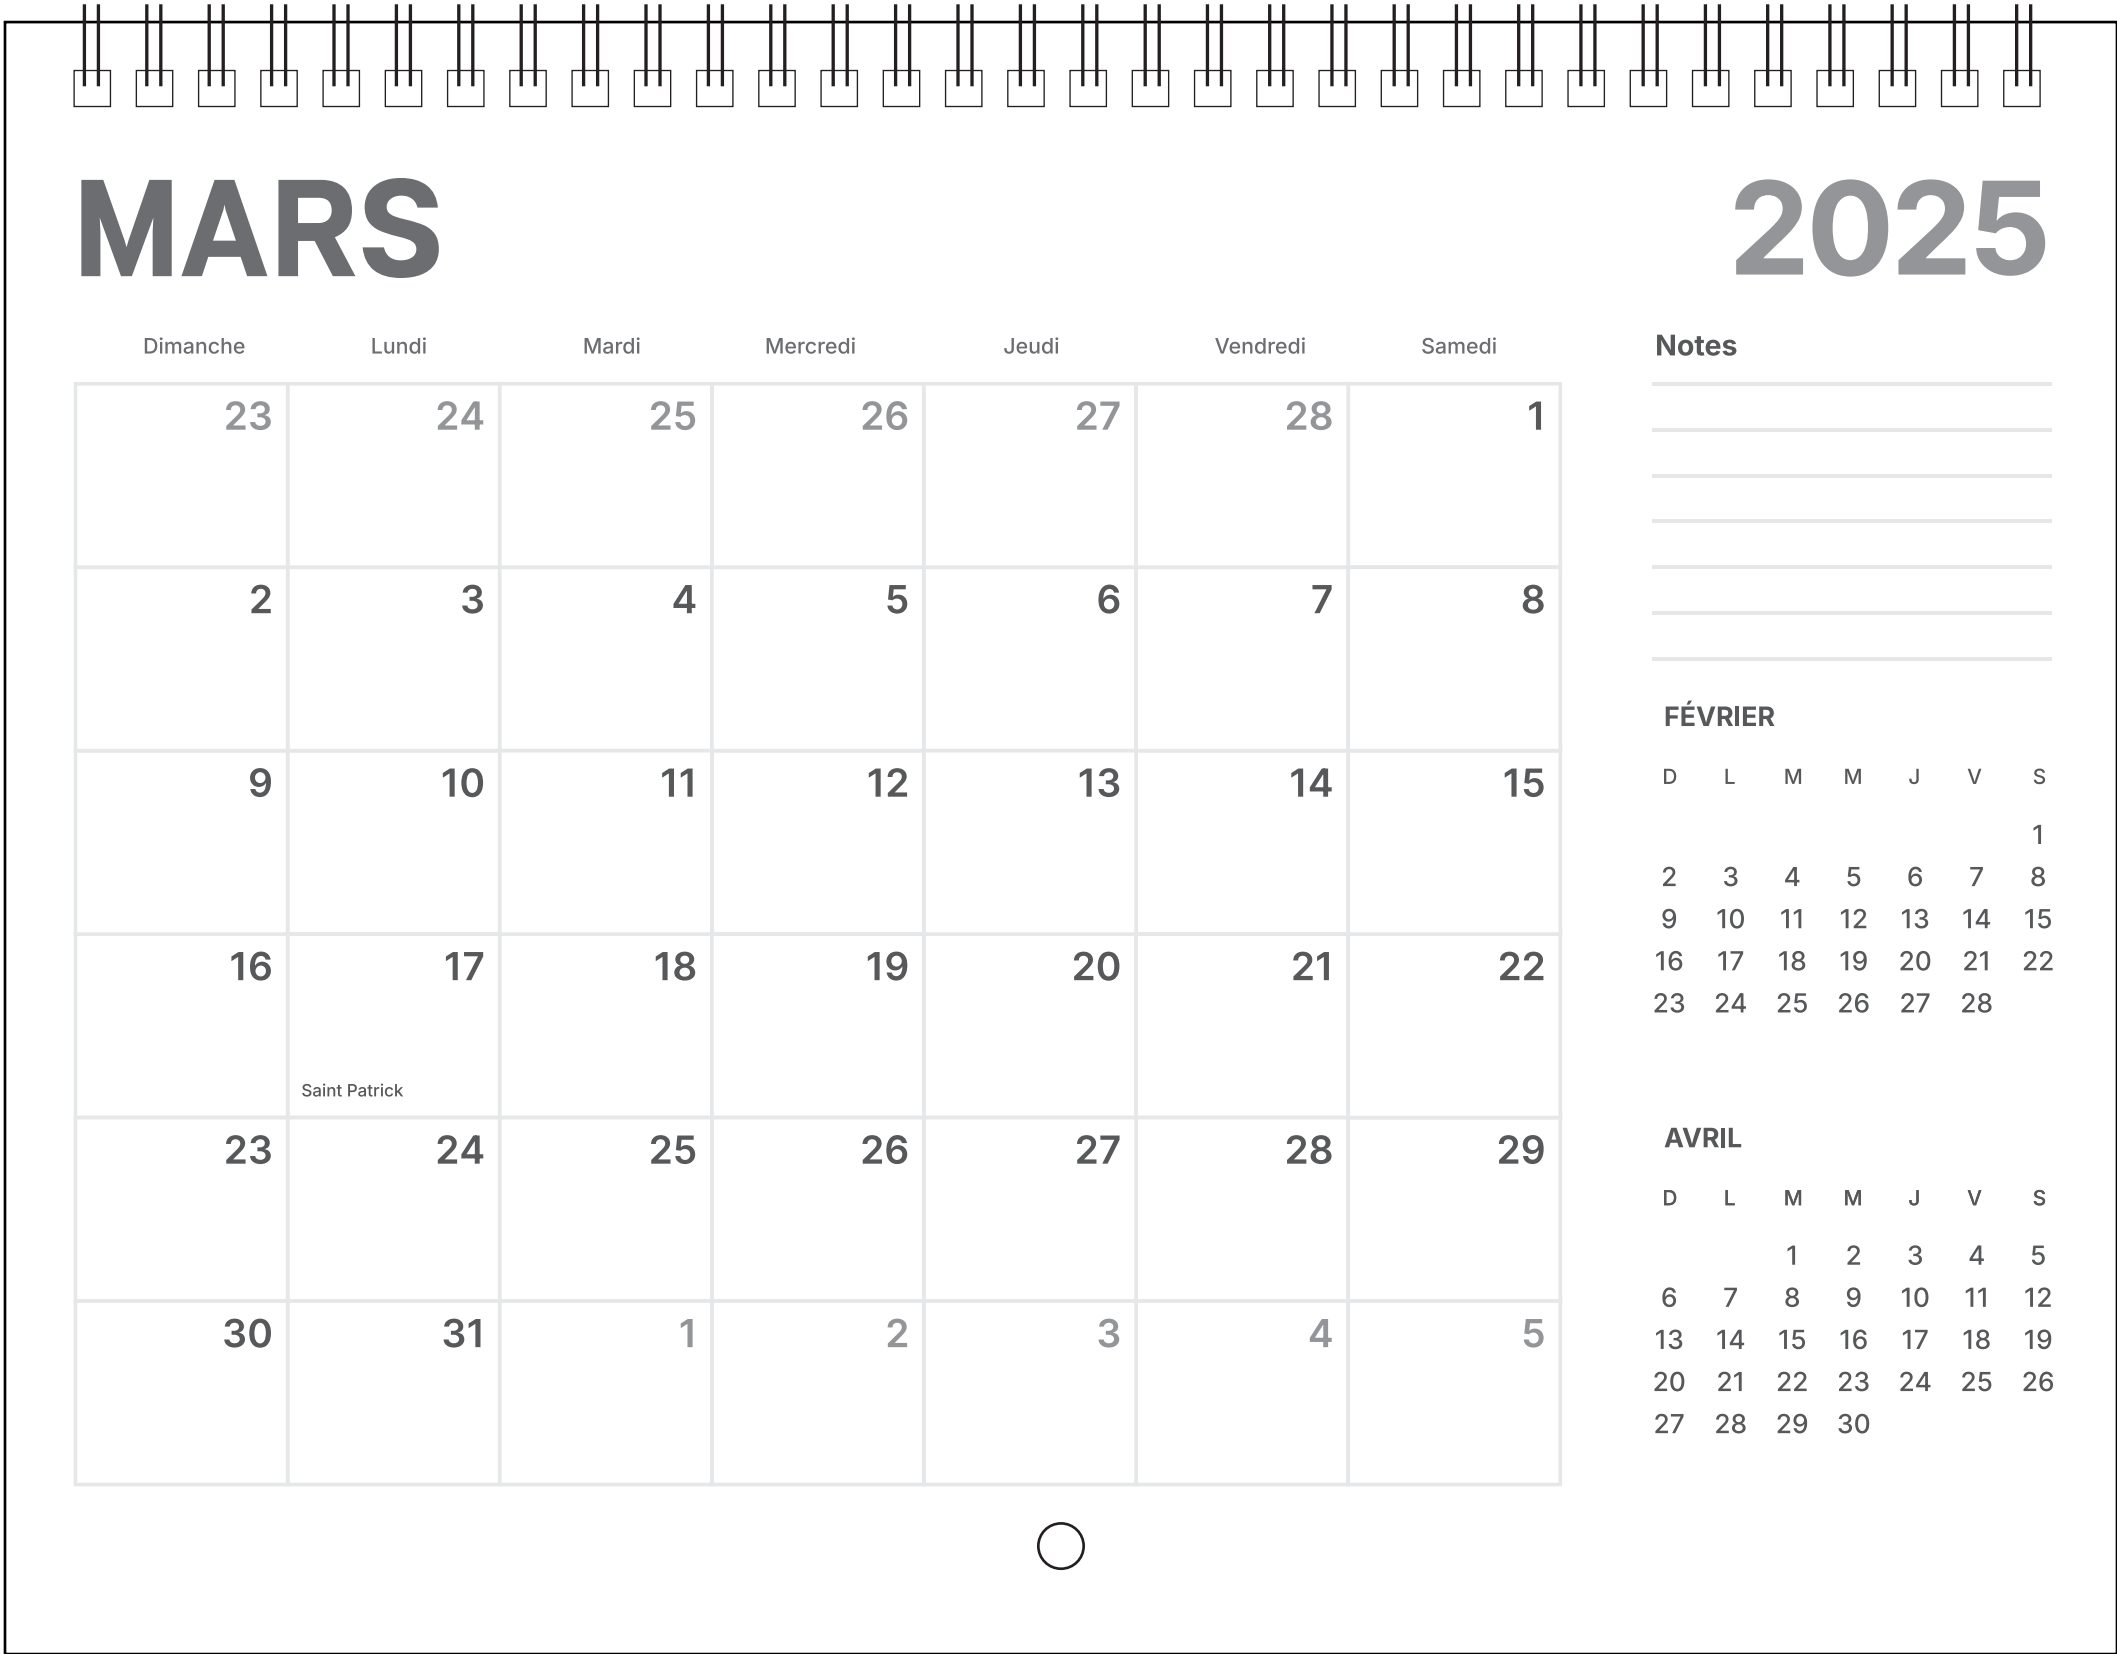 MARS 2025
Dimanche Lundi Mardi Mercredi Jeudi Vendredi Samedi
23 24 25 26 27 28 1
2 3 4 5 6 7 8
9 10 11 12 13 14 15
16 17 18 19 20 21 22
Saint Patrick
23 24 25 26 27 28 29
30 31 1 2 3 4 5
Notes
FÉVRIER
D L M M J V S
1
2 3 4 5 6 7 8
9 10 11 12 13 14 15
16 17 18 19 20 21 22
23 24 25 26 27 28
AVRIL
D L M M J V S
1 2 3 4 5
6 7 8 9 10 11 12
13 14 15 16 17 18 19
20 21 22 23 24 25 26
27 28 29 30